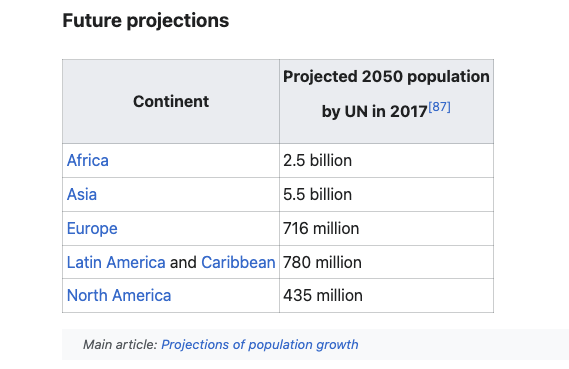 Future projections
Continent
Projected 2050 population
by UN in 2017[87]
Africa 2.5 billion
Asia 5.5 billion
Europe 716 million
Latin America and Caribbean 780 million
North America 435 million
Main article: Projections of population growth